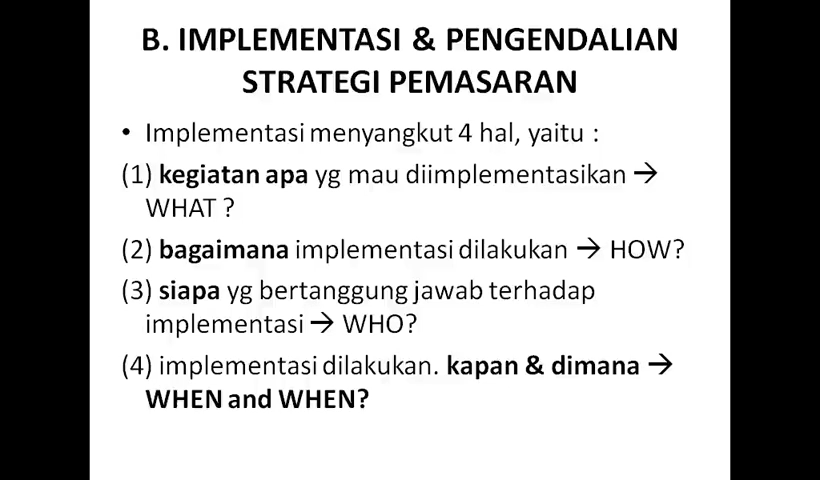 B. IMPLEMENTASI & PENGENDALIAN
STRATEGI PEMASARAN
• Implementasi menyangkut 4 hal, yaitu :
(1) kegiatan apa yg mau diimplementasikan →
WHAT ?
(2) bagaimana implementasi dilakukan → HOW?
(3) siapa yg bertanggung jawab terhadap
implementasi → WHO?
(4) implementasi dilakukan. kapan & dimana →
WHEN and WHEN?